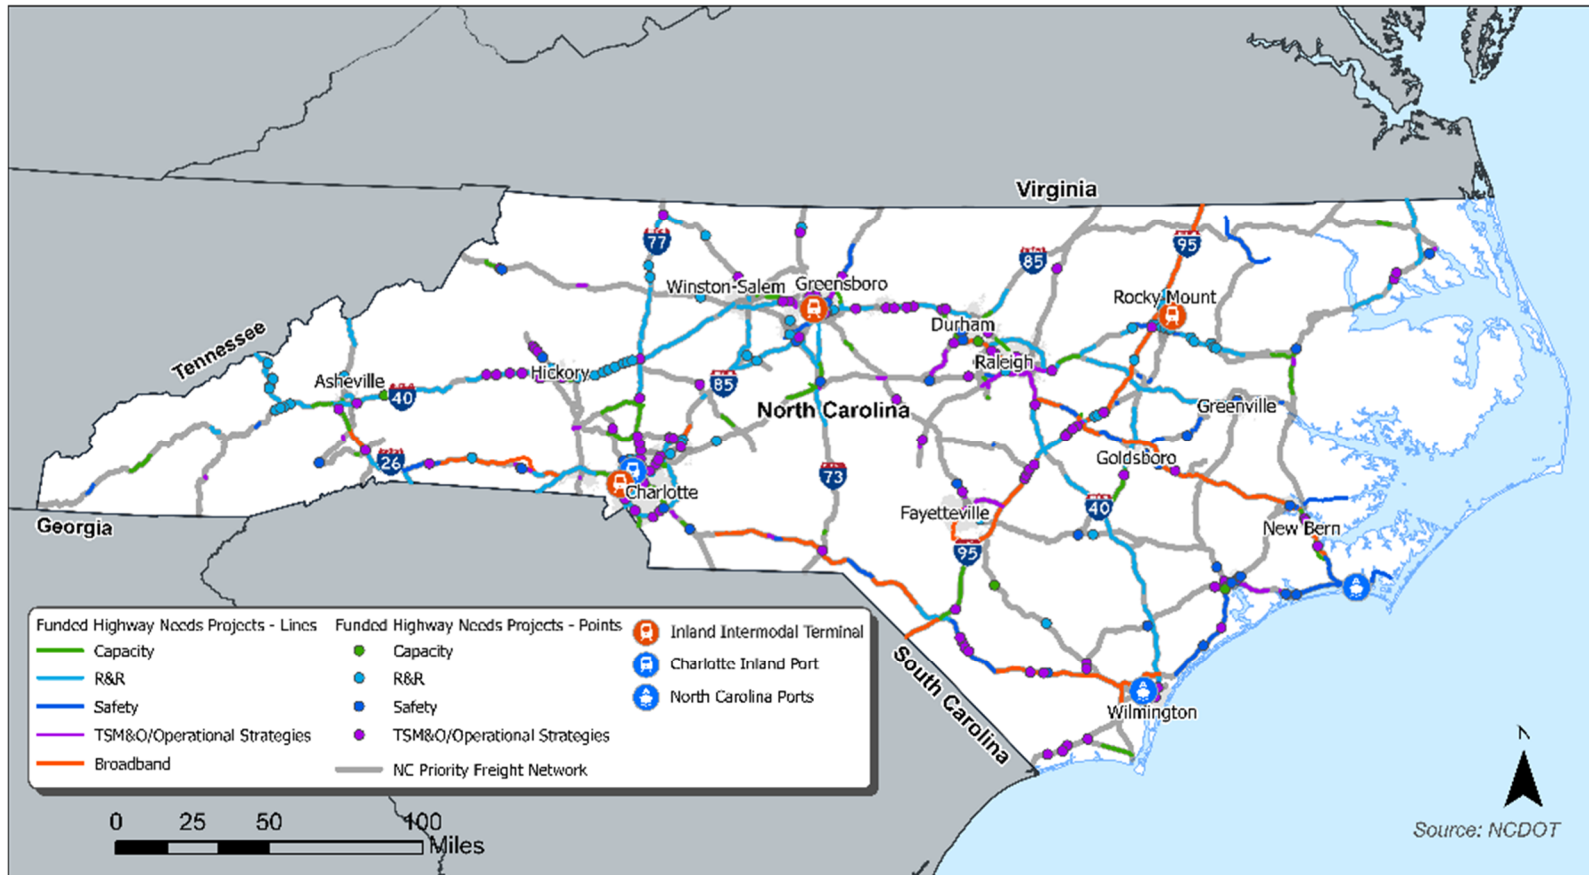 Virginia
77
95
85
Winston-Salem
Greensboro
Rocky Mount
Durham
Tennessee
Raleigh
Hickory
Asheville
40
85
North Carolina
Greenville
26
Goldsboro
73
Charlotte
40
Fayetteville
Georgia
New Bern
95
Funded Highway Needs Projects - Lines
Capacity
R&R
Safety
TSM&O/Operational Strategies
Broadband
Funded Highway Needs Projects - Points
Capacity
R&R
Safety
TSM&O/Operational Strategies
NC Priority Freight Network
Inland Intermodal Terminal
Charlotte Inland Port
North Carolina Ports
South Carolina
Wilmington
N
0 25 50 100
Miles
Source: NCDOT